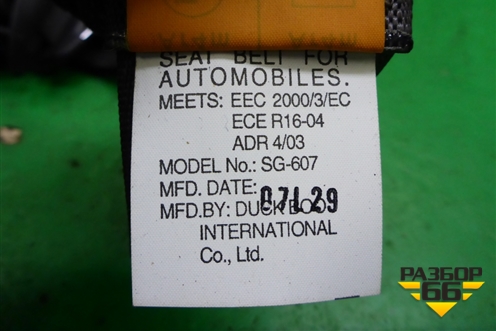 SEAT BELT FOR
AUTOMOBILES.
MEETS: EEC 2000/3/EC
ECE R16-04
ADR 4/03
MODEL No.: SG-607
MFD. DATE: 07L29
MFD.BY: DUCK BOO
INTERNATIONAL
Co., Ltd.
РАЗБОР
66